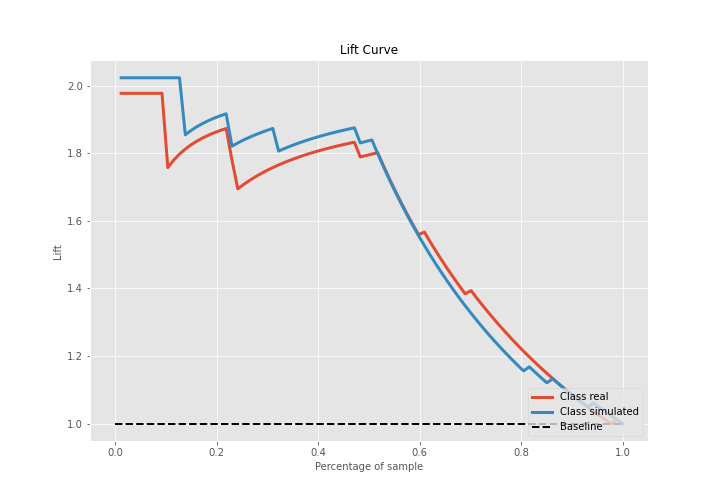 Lift Curve
2.0
1.8
1.6
1.4
1.2
1.0
Lift
0.0 0.2 0.4 0.6 0.8 1.0
Percentage of sample
Class real
Class simulated
Baseline